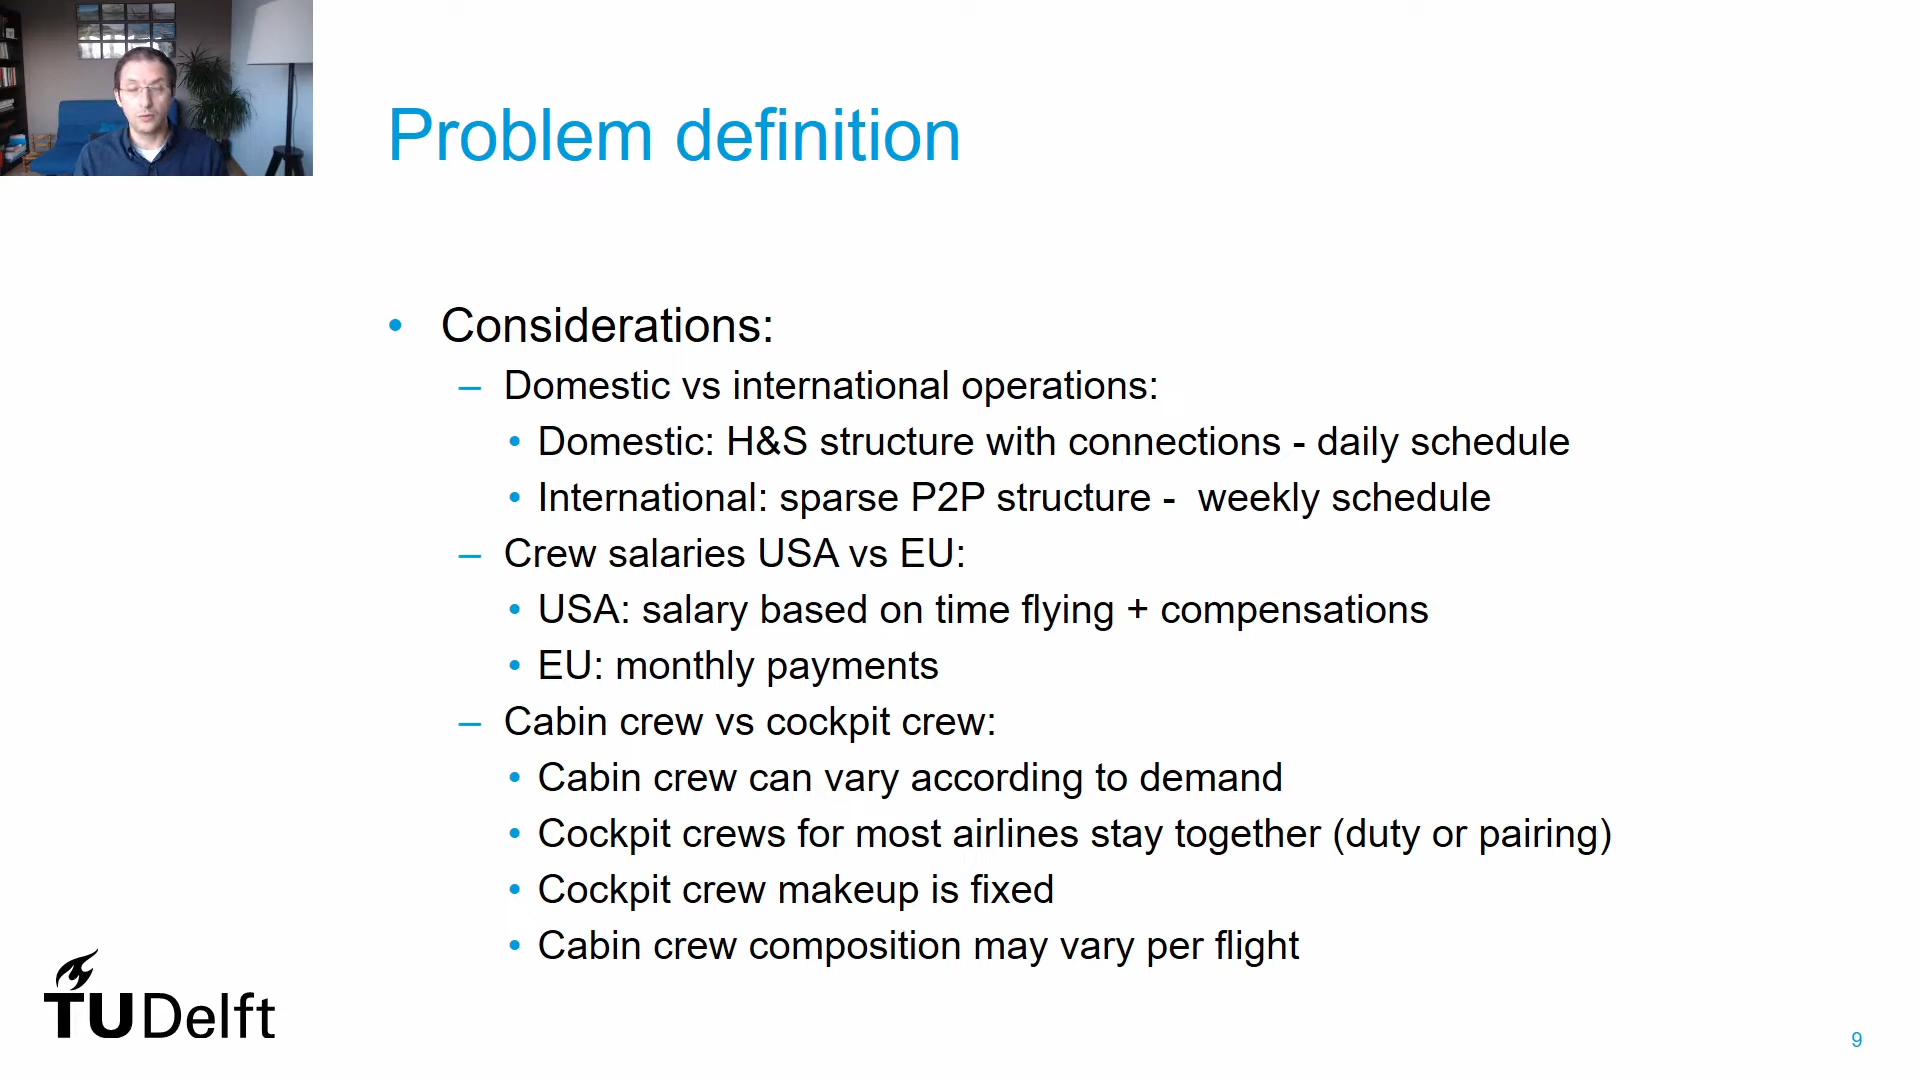 Problem definition
• Considerations:
– Domestic vs international operations:
• Domestic: H&S structure with connections - daily schedule
• International: sparse P2P structure - weekly schedule
– Crew salaries USA vs EU:
• USA: salary based on time flying + compensations
• EU: monthly payments
– Cabin crew vs cockpit crew:
• Cabin crew can vary according to demand
• Cockpit crews for most airlines stay together (duty or pairing)
• Cockpit crew makeup is fixed
• Cabin crew composition may vary per flight
TUDelft
9